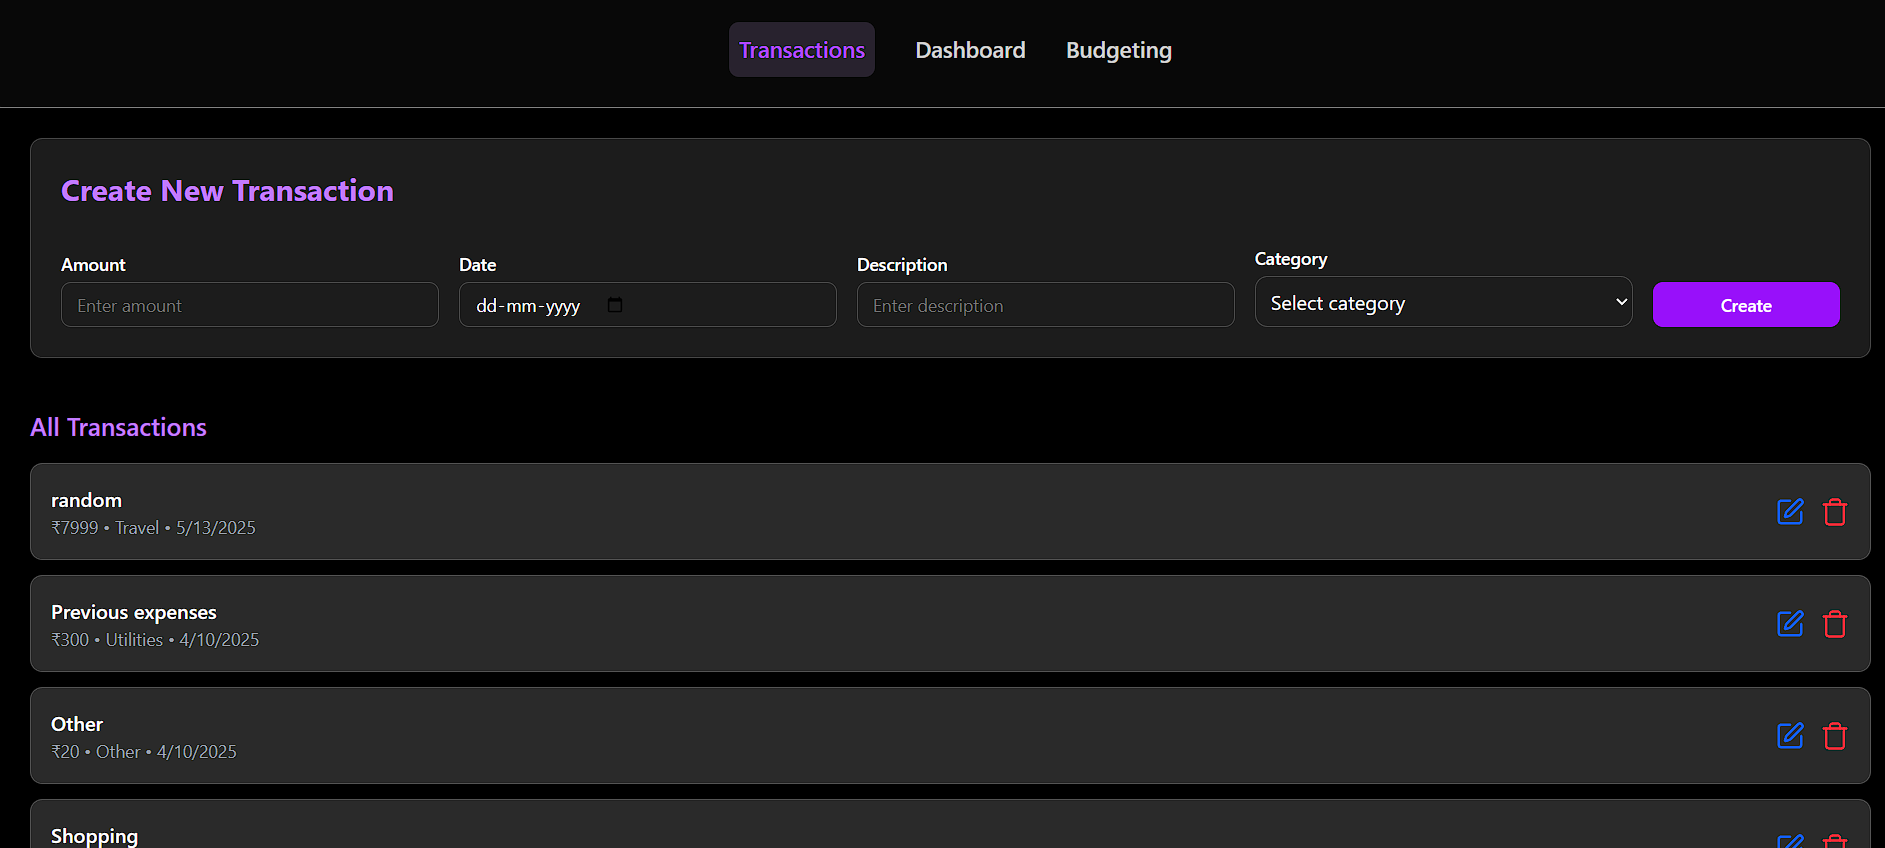 Transactions Dashboard Budgeting
Create New Transaction
Amount Date Description Category
Enter amount dd-mm-yyyy Enter description Select category Create
All Transactions
random
₹7999 • Travel • 5/13/2025
Previous expenses
₹300 • Utilities • 4/10/2025
Other
₹20 • Other • 4/10/2025
Shopping